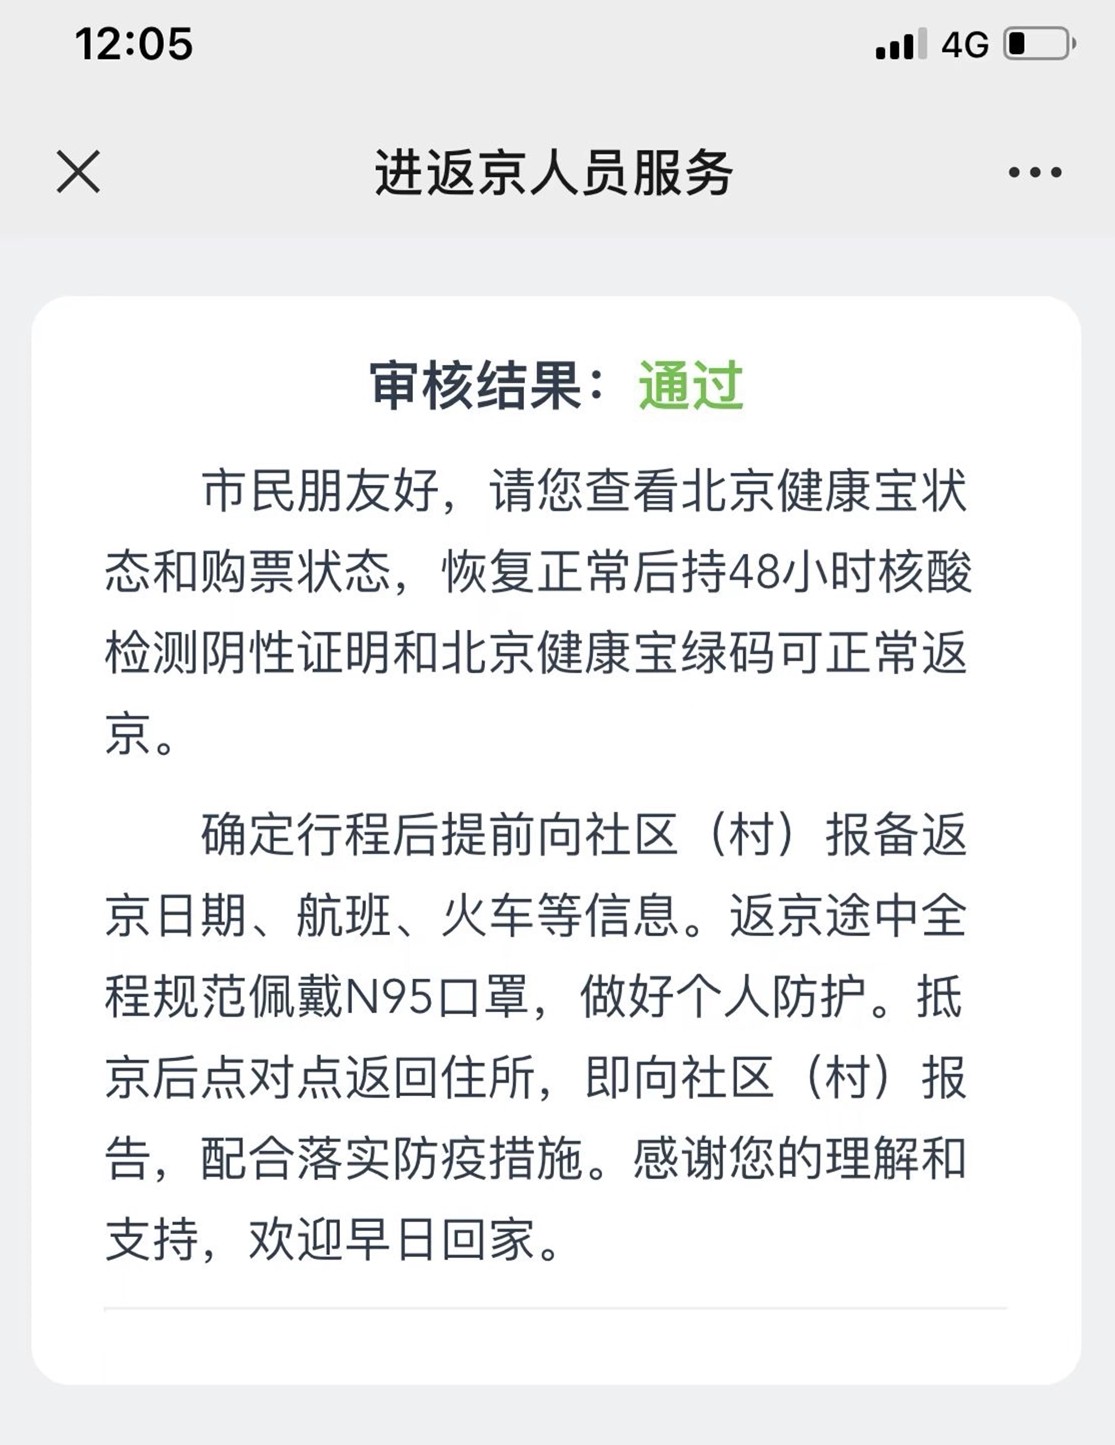 12:05
4G
进返京人员服务
审核结果：通过
市民朋友好，请您查看北京健康宝状
态和购票状态，恢复正常后持48小时核酸
检测阴性证明和北京健康宝绿码可正常返
京。
确定行程后提前向社区（村）报备返
京日期、航班、火车等信息。返京途中全
程规范佩戴N95口罩，做好个人防护。抵
京后点对点返回住所，即向社区（村）报
告，配合落实防疫措施。感谢您的理解和
支持，欢迎早日回家。